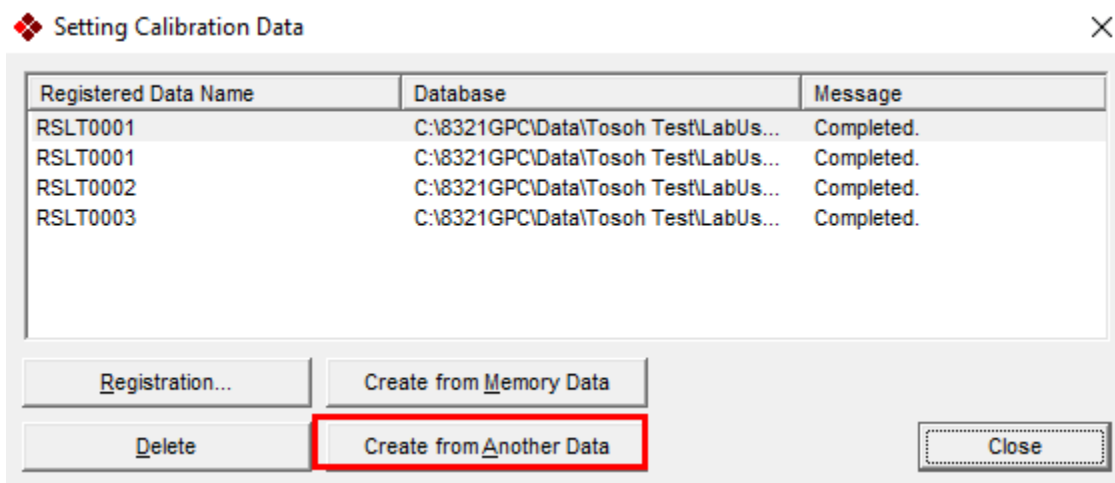 Setting Calibration Data
Registered Data Name Database Message
RSLT0001 C:\8321GPC\Data\Tosoh Test\LabUs... Completed.
RSLT0001 C:\8321GPC\Data\Tosoh Test\LabUs... Completed.
RSLT0002 C:\8321GPC\Data\Tosoh Test\LabUs... Completed.
RSLT0003 C:\8321GPC\Data\Tosoh Test\LabUs... Completed.
Registration... Create from Memory Data
Delete Create from Another Data Close